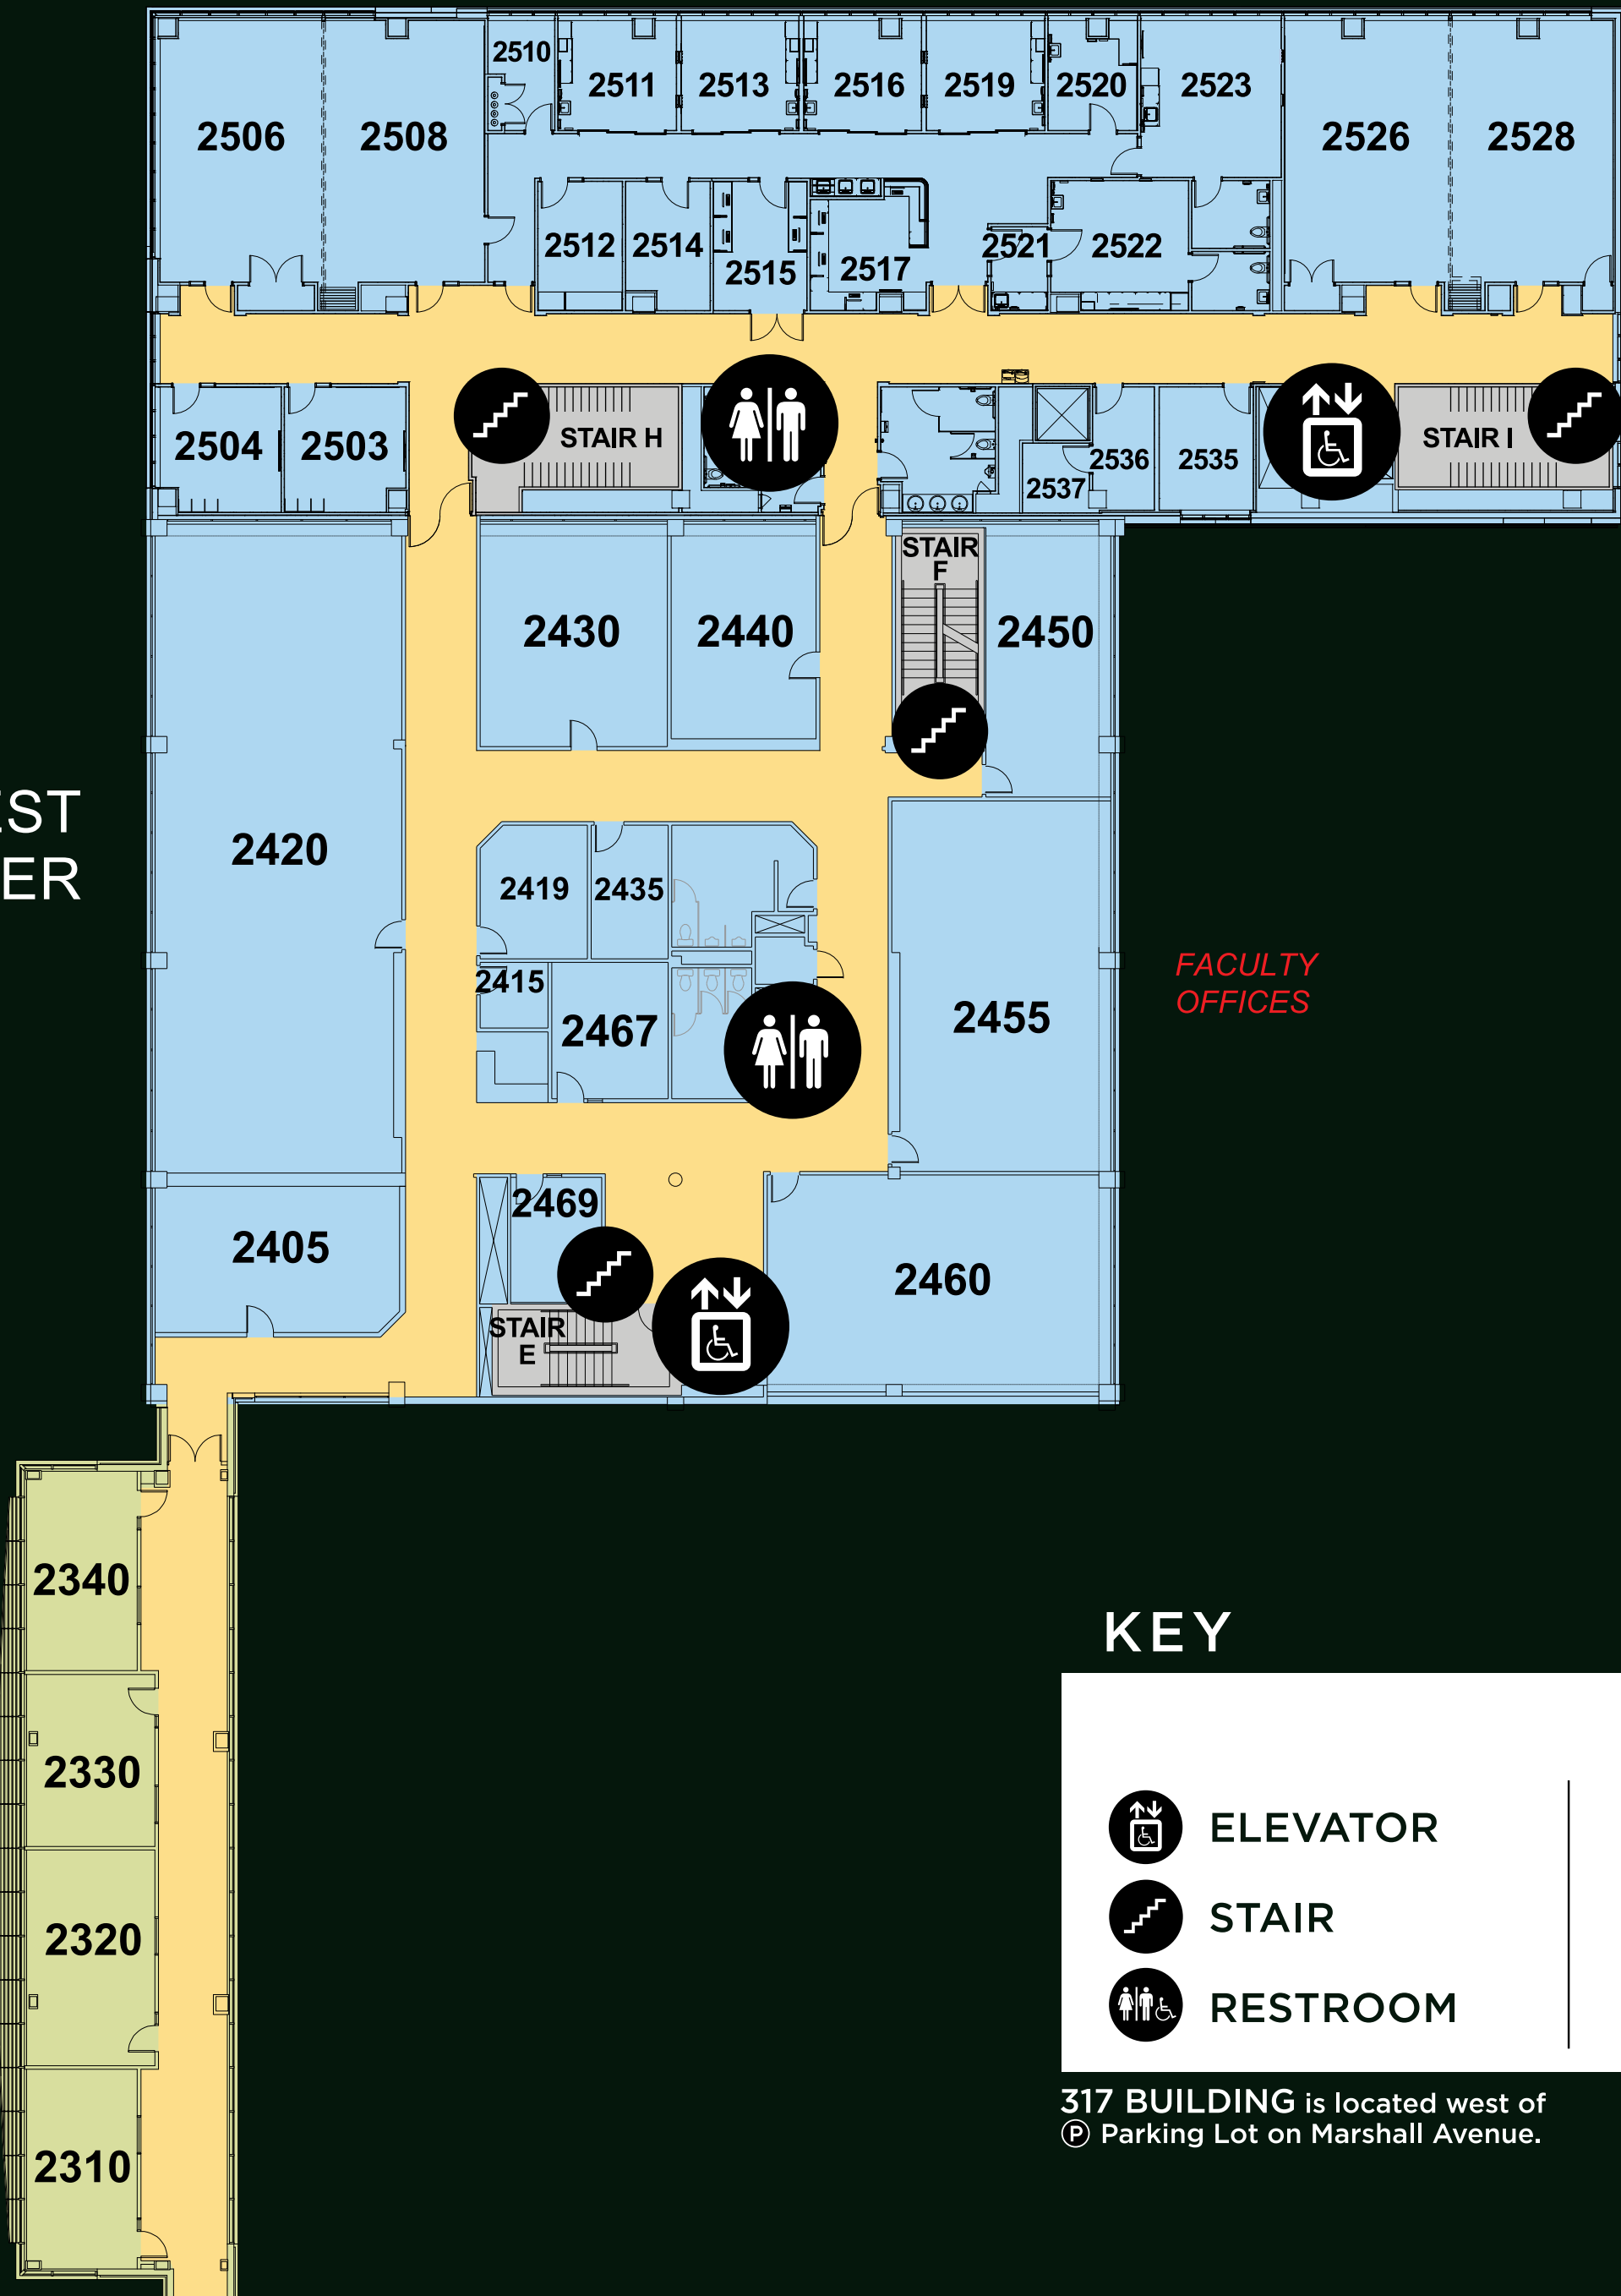 2510
2511
2513
2516
2519
2520
2523
2506
2508
2526
2528
2512
2514
2515
2517
2521
2522
2504
2503
STAIR H
2536
2535
2537
STAIR I
STAIR
F
2430
2440
2450
EST
ER
2420
2419
2435
2415
2467
2455
FACULTY
OFFICES
2469
2405
2460
STAIR
E
2340
2330
2320
2310
KEY
ELEVATOR
STAIR
RESTROOM
317 BUILDING is located west of
P Parking Lot on Marshall Avenue.